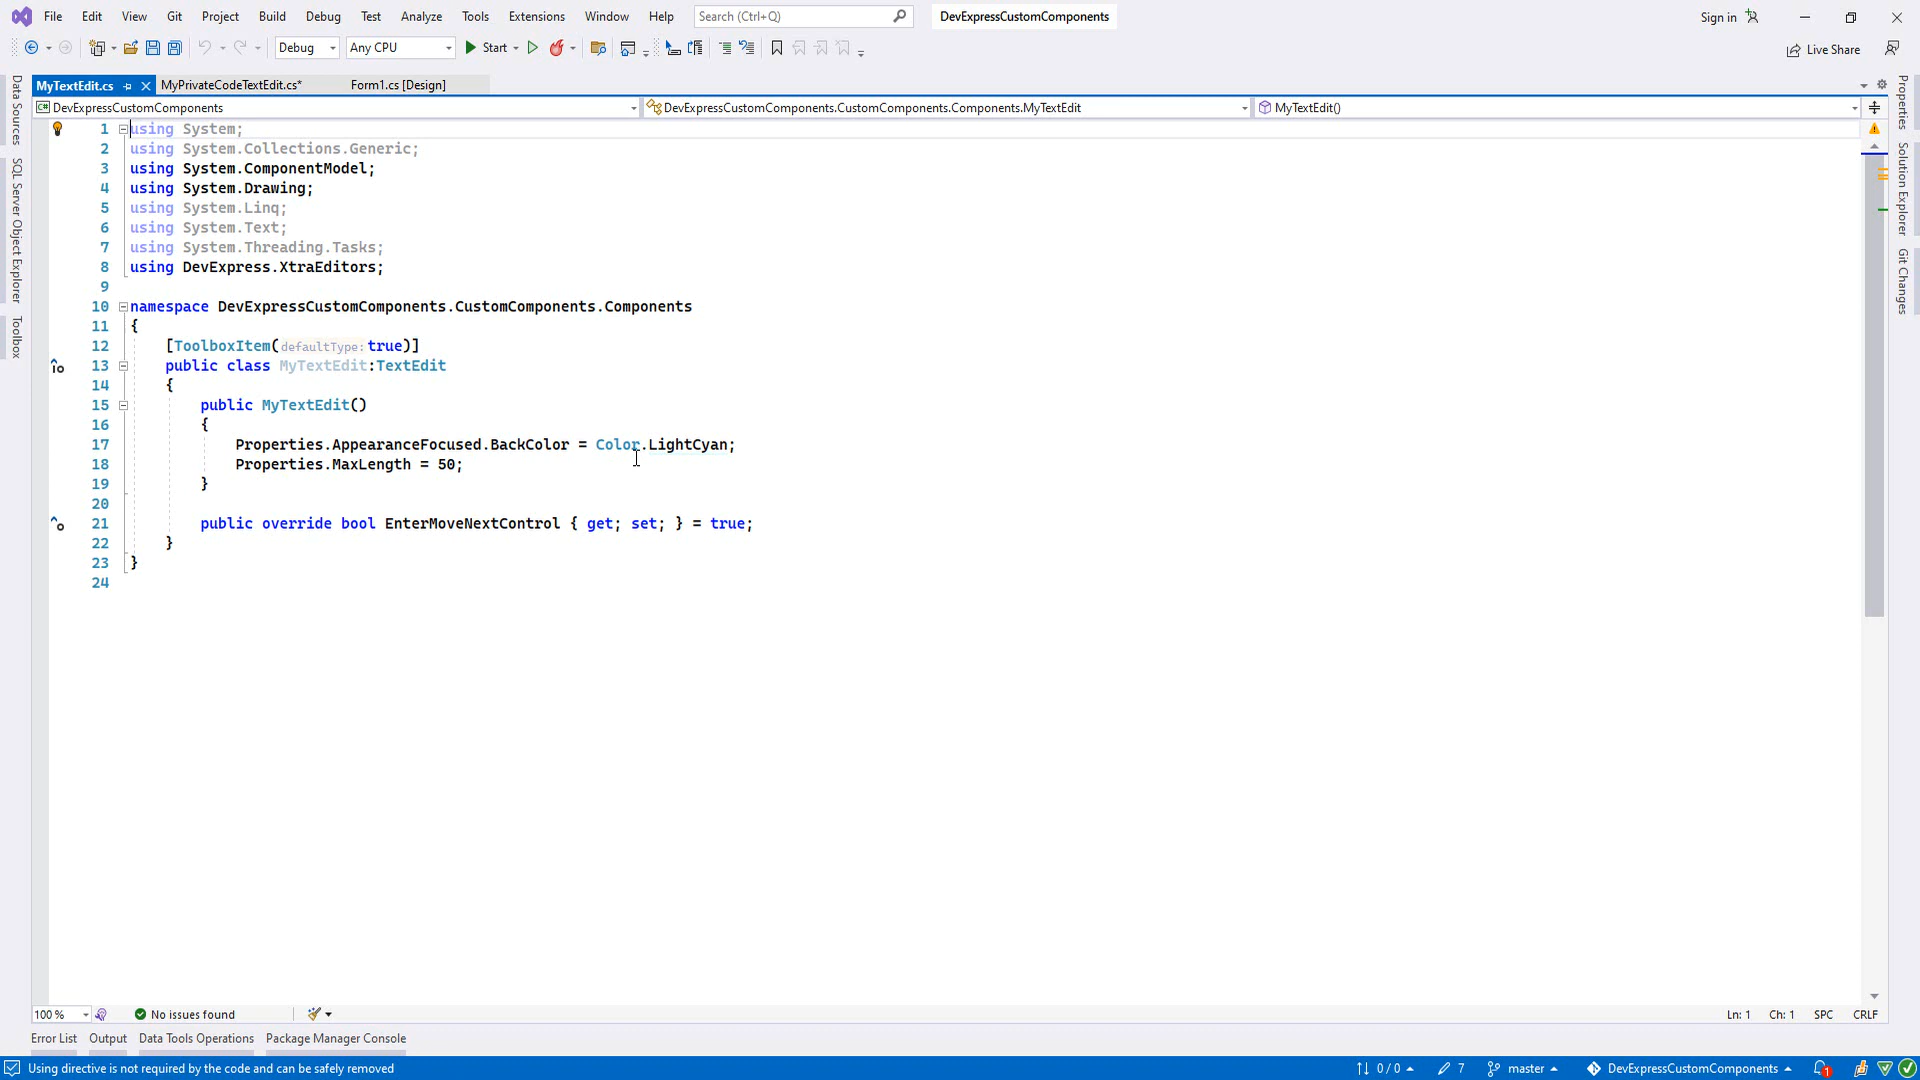 File Edit View Git Project Build Debug Test Analyze Tools Extensions Window Help Search (Ctrl+Q) DevExpressCustomComponents Sign in
Debug Any CPU Start Live Share
MyTextEdit.cs MyPrivateCodeTextEdit.cs* Form1.cs [Design]
DevExpressCustomComponents DevExpressCustomComponents.CustomComponents.Components.MyTextEdit MyTextEdit()
Data Sources
SQL Server Object Explorer
Toolbox
1 using System;
2 using System.Collections.Generic;
3 using System.ComponentModel;
4 using System.Drawing;
5 using System.Linq;
6 using System.Text;
7 using System.Threading.Tasks;
8 using DevExpress.XtraEditors;
9
10 namespace DevExpressCustomComponents.CustomComponents.Components
11 {
12 [ToolboxItem(defaultType:true)]
13 public class MyTextEdit:TextEdit
14 {
15 public MyTextEdit()
16 {
17 Properties.AppearanceFocused.BackColor = Color.LightCyan;
18 Properties.MaxLength = 50;
19 }
20
21 public override bool EnterMoveNextControl { get; set; } = true;
22 }
23 }
24
Properties
Solution Explorer
Git Changes
100 % No issues found Ln: 1 Ch: 1 SPC CRLF
Error List Output Data Tools Operations Package Manager Console
Using directive is not required by the code and can be safely removed 0 / 0 7 master DevExpressCustomComponents 1